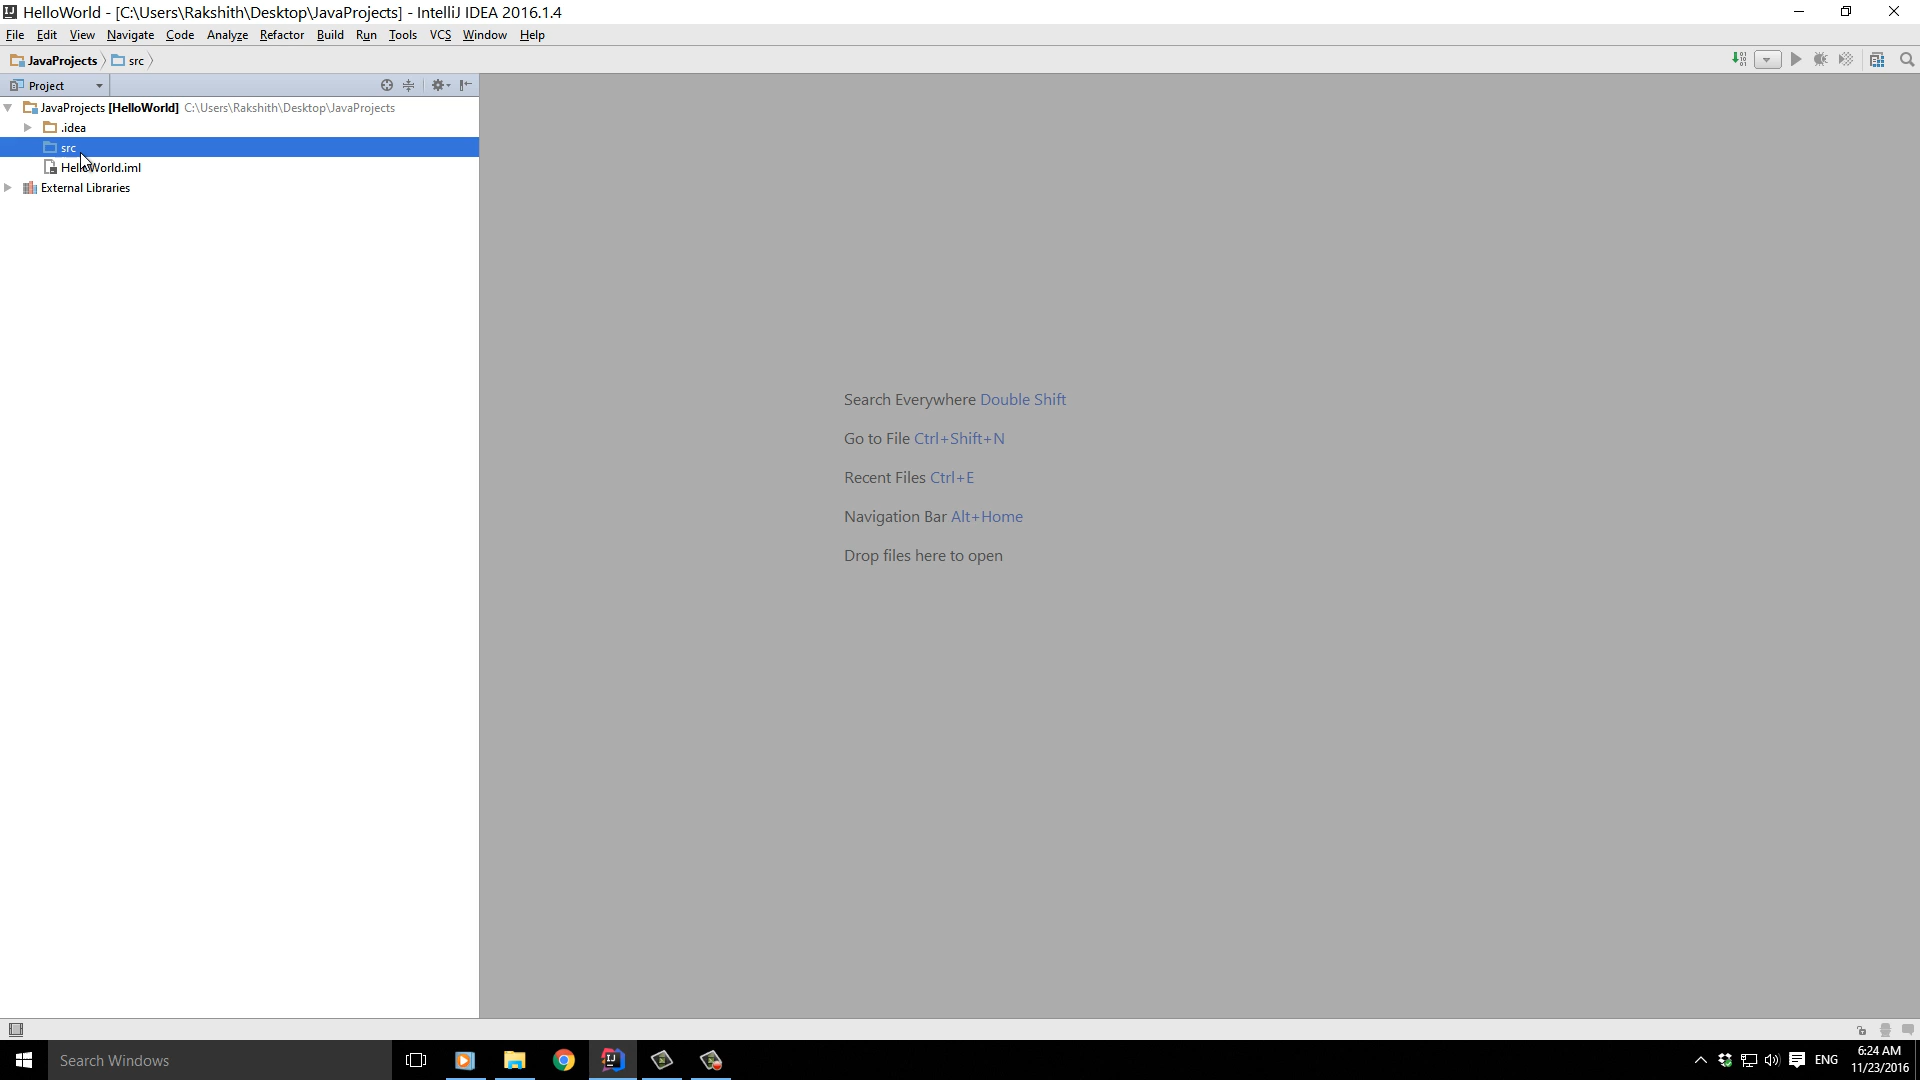 HelloWorld - [C:\Users\Rakshith\Desktop\JavaProjects] - IntelliJ IDEA 2016.1.4
File Edit View Navigate Code Analyze Refactor Build Run Tools VCS Window Help
JavaProjects src
Project
JavaProjects [HelloWorld] C:\Users\Rakshith\Desktop\JavaProjects
.idea
src
HelloWorld.iml
External Libraries
Search Everywhere Double Shift
Go to File Ctrl+Shift+N
Recent Files Ctrl+E
Navigation Bar Alt+Home
Drop files here to open
Search Windows
ENG
6:24 AM
11/23/2016